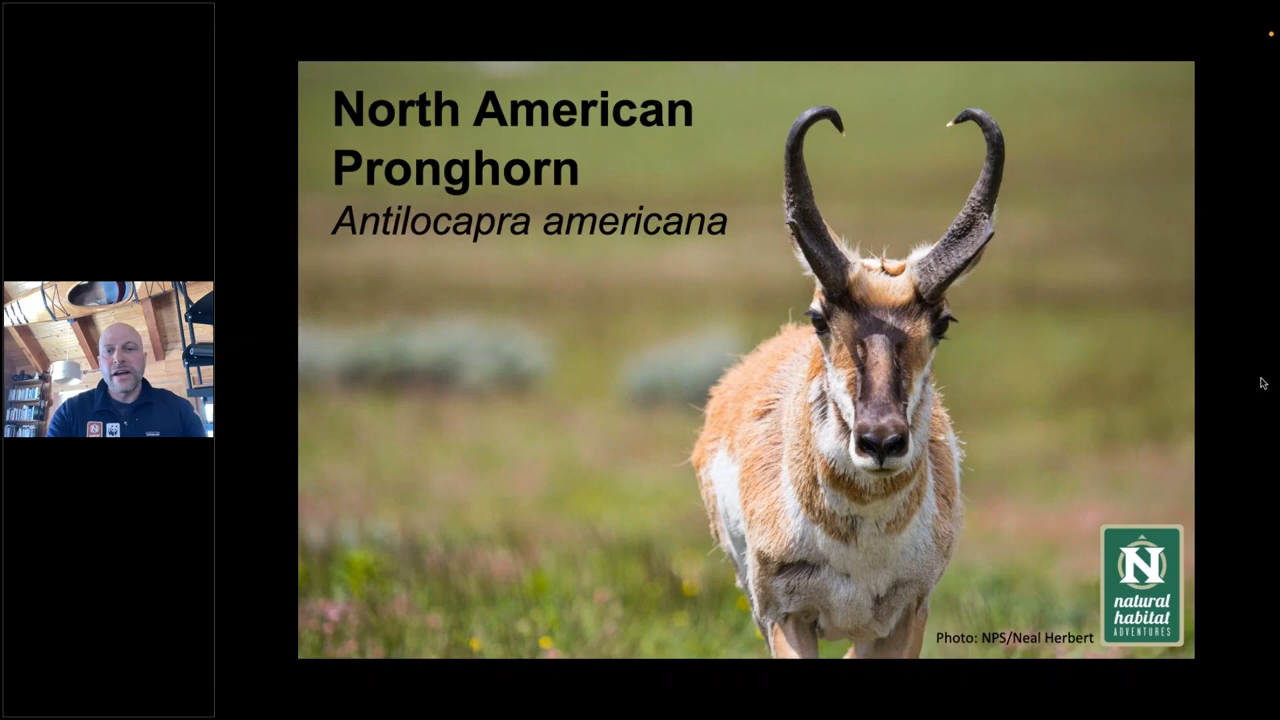 North American
Pronghorn
Antilocapra americana
Photo: NPS/Neal Herbert
N
natural
habitat
ADVENTURES